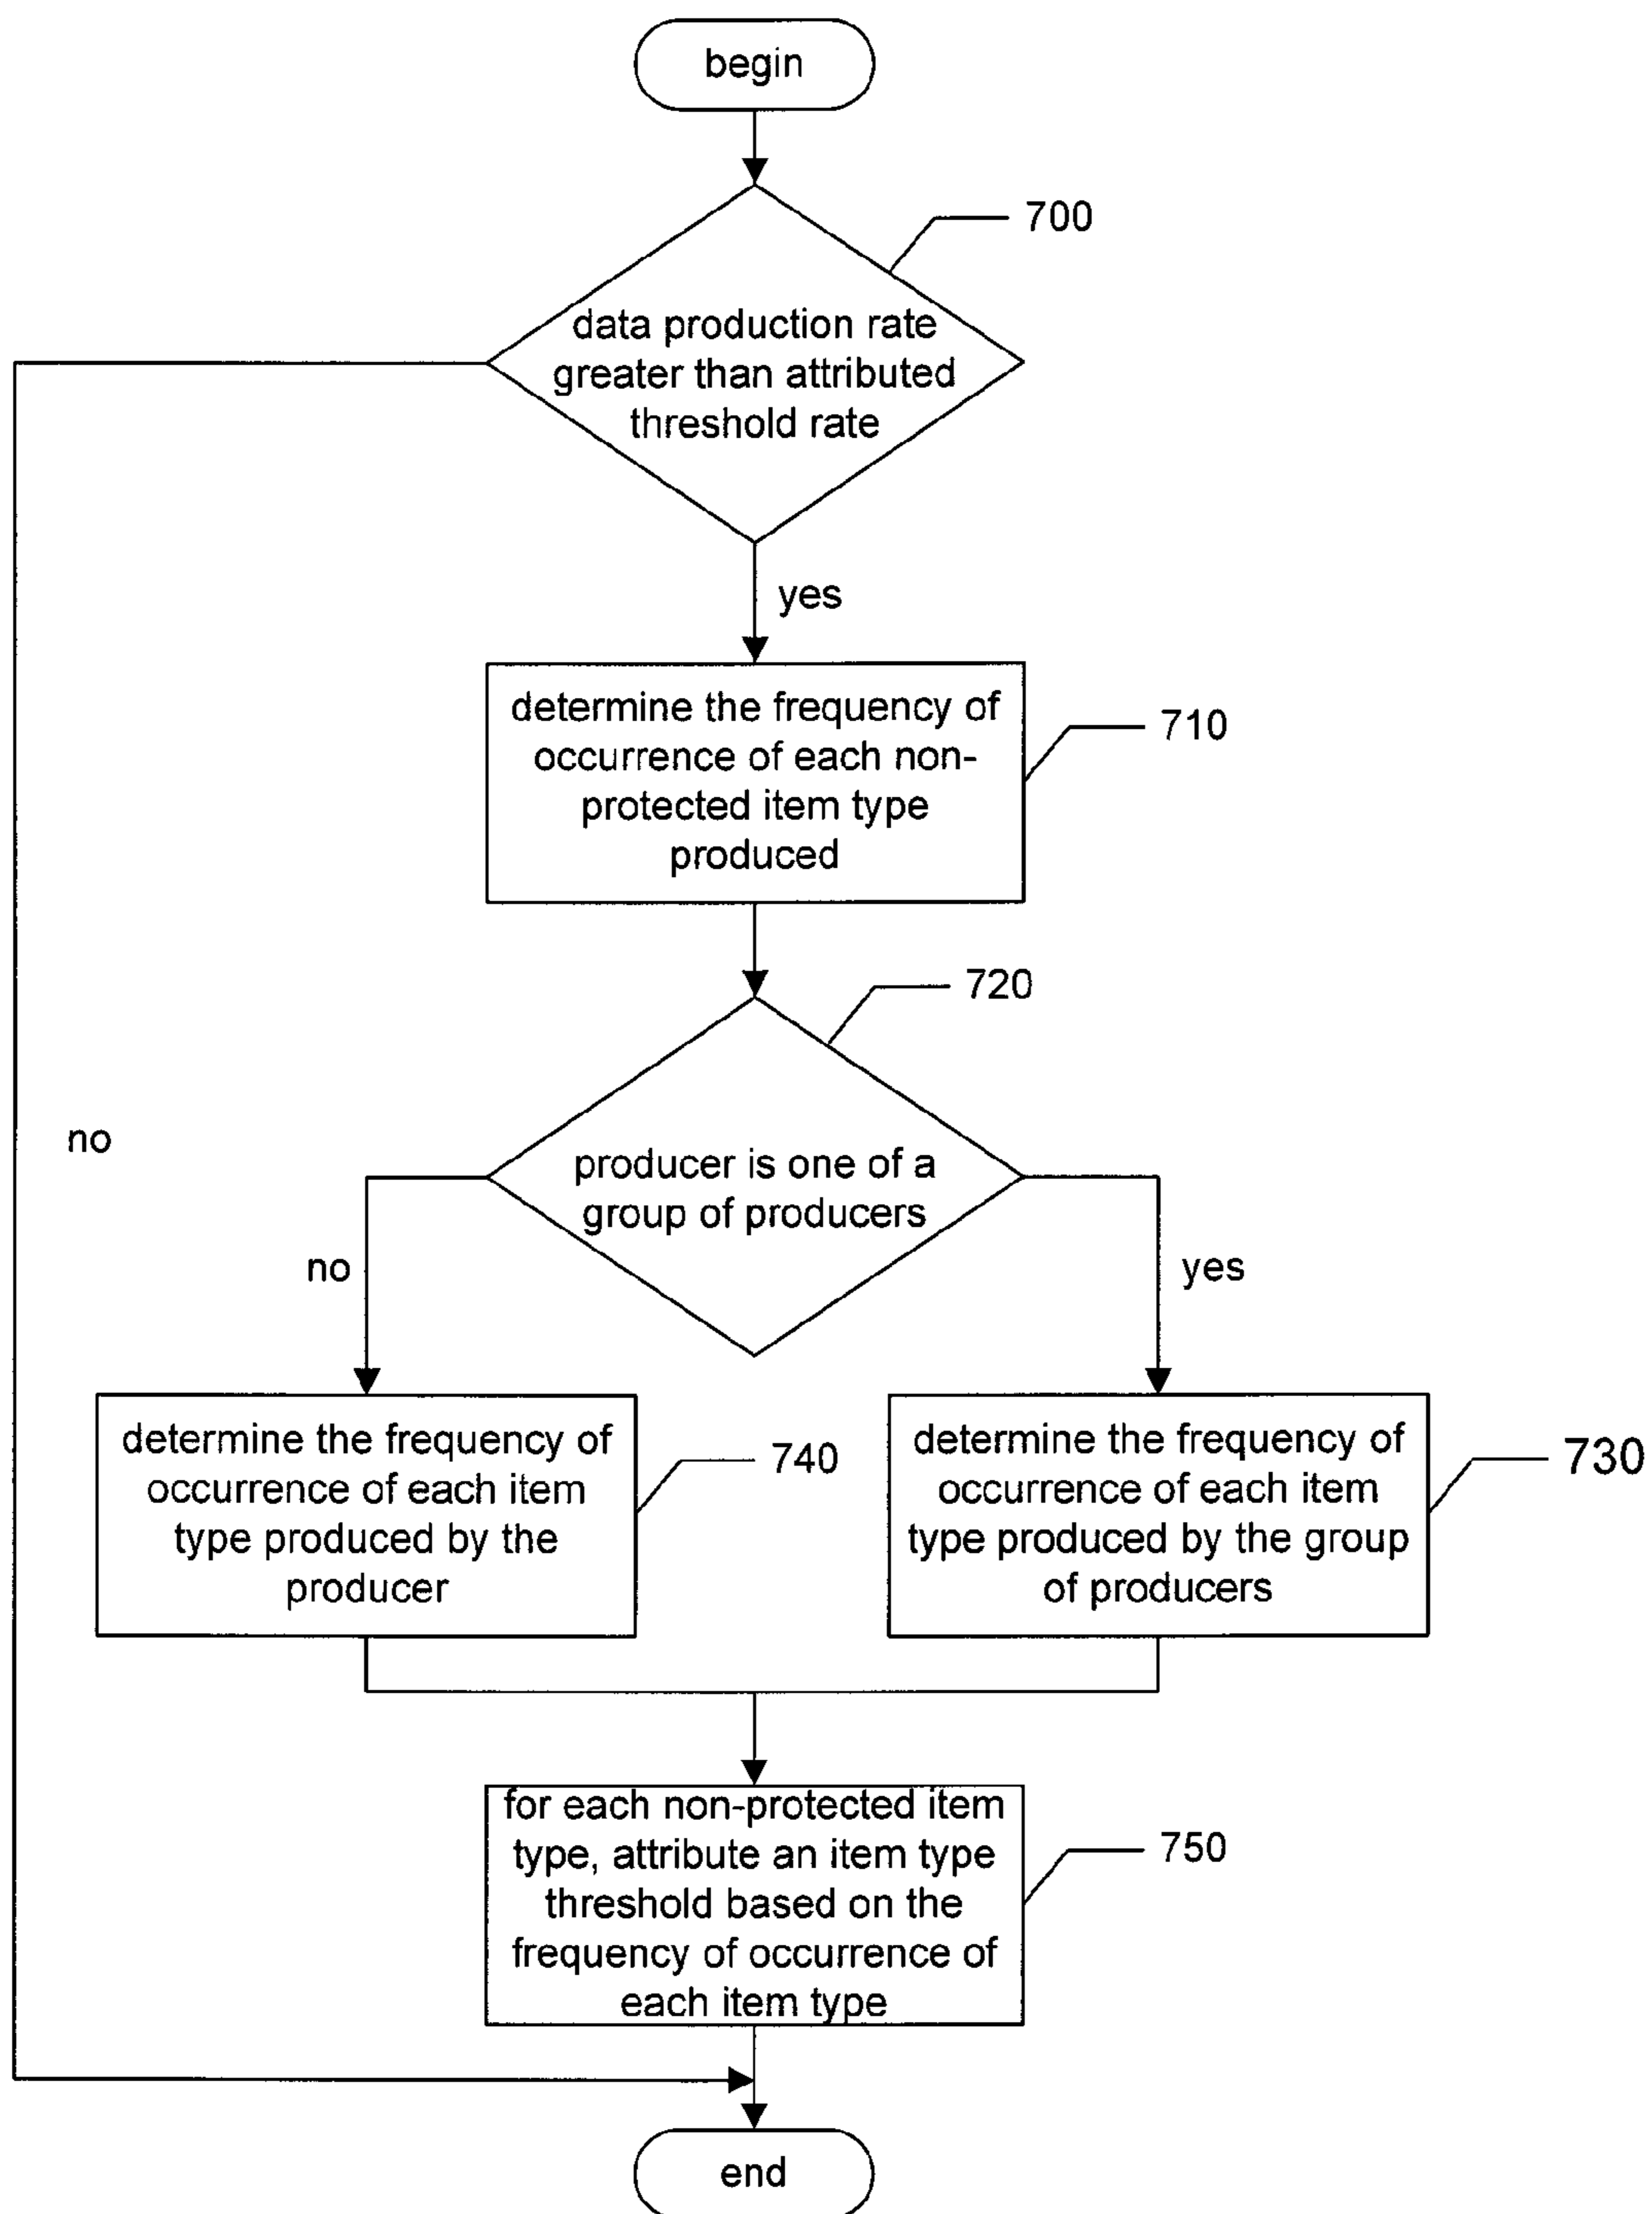 begin
700
data production rate
greater than attributed
threshold rate
yes
determine the frequency of
occurrence of each non-
protected item type
produced
710
720
no
producer is one of a
group of producers
no
yes
determine the frequency of
occurrence of each item
type produced by the
producer
740
determine the frequency of
occurrence of each item
type produced by the group
of producers
730
for each non-protected item
type, attribute an item type
threshold based on the
frequency of occurrence of
each item type
750
end